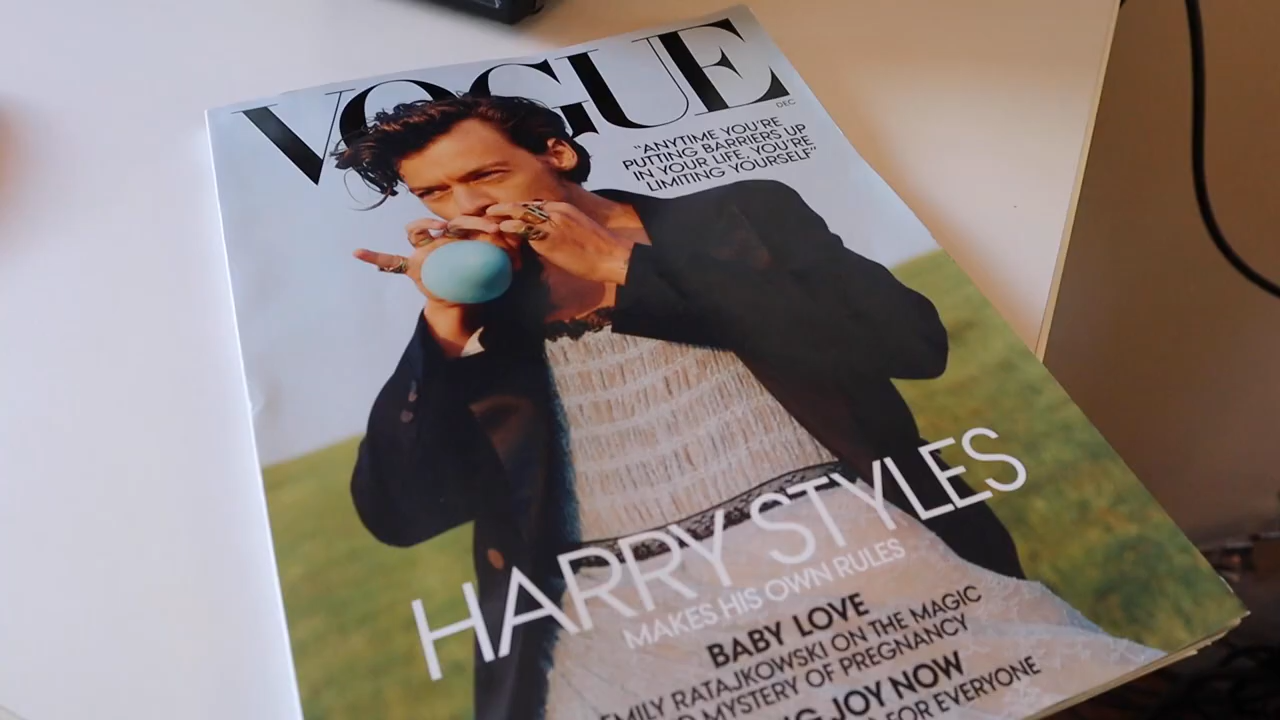 VOGUE
DEC
"ANYTIME YOU'RE
PUTTING BARRIERS UP
IN YOUR LIFE, YOU'RE
LIMITING YOURSELF"
HARRY STYLES
MAKES HIS OWN RULES
BABY LOVE
EMILY RATAJKOWSKI ON THE MAGIC
MYSTERY OF PREGNANCY
JOY NOW
FOR EVERYONE